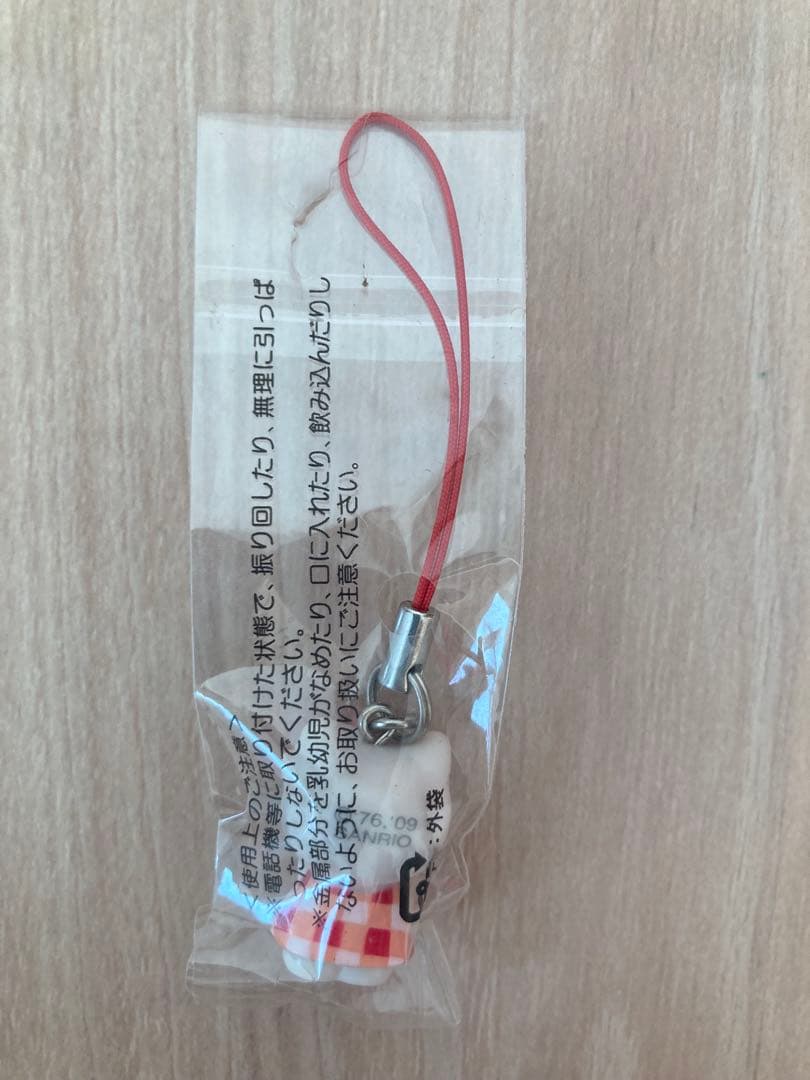 <使用上のご注意>
※電話機等に取り付けた状態で、振り回したり、無理に引っぱ
ったりしないでください。
※金属部分を乳幼児がなめたり、口に入れたり、飲み込んだりし
ないように、お取り扱いにご注意ください。
:外袋
76,'09
SANRIO